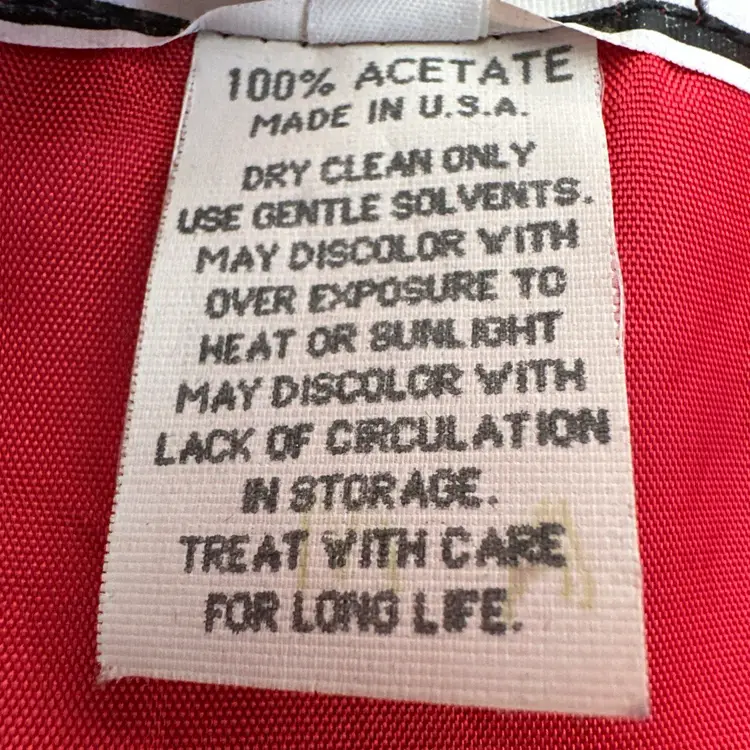 100% ACETATE
MADE IN U.S.A.
DRY CLEAN ONLY
USE GENTLE SOLVENTS.
MAY DISCOLOR WITH
OVER EXPOSURE TO
HEAT OR SUNLIGHT
MAY DISCOLOR WITH
LACK OF CIRCULATION
IN STORAGE.
TREAT WITH CARE
FOR LONG LIFE.